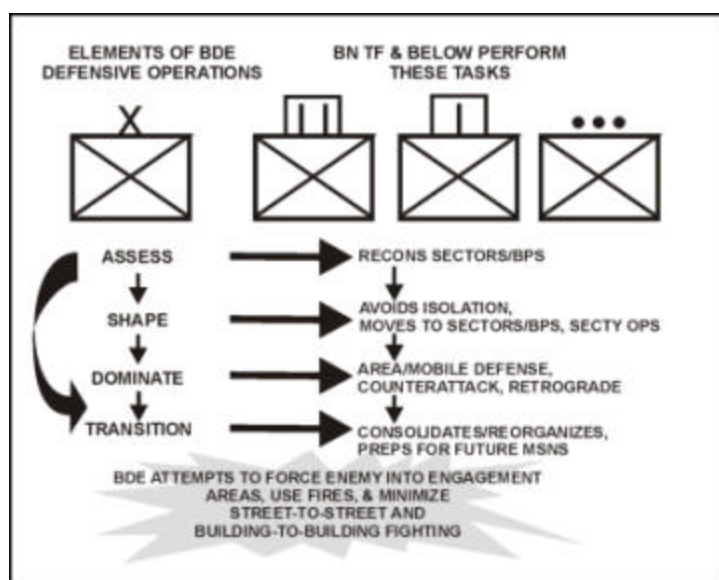 ELEMENTS OF BDE
DEFENSIVE OPERATIONS
BN TF & BELOW PERFORM
THESE TASKS
X
ASSESS
RECONS SECTORS/BPS
SHAPE
AVOIDS ISOLATION,
MOVES TO SECTORS/BPS, SECTY OPS
DOMINATE
AREA/MOBILE DEFENSE,
COUNTERATTACK, RETROGRADE
TRANSITION
CONSOLIDATES/REORGANIZES,
PREPS FOR FUTURE MSNS
BDE ATTEMPTS TO FORCE ENEMY INTO ENGAGEMENT
AREAS, USE FIRES, & MINIMIZE
STREET-TO-STREET AND
BUILDING-TO-BUILDING FIGHTING